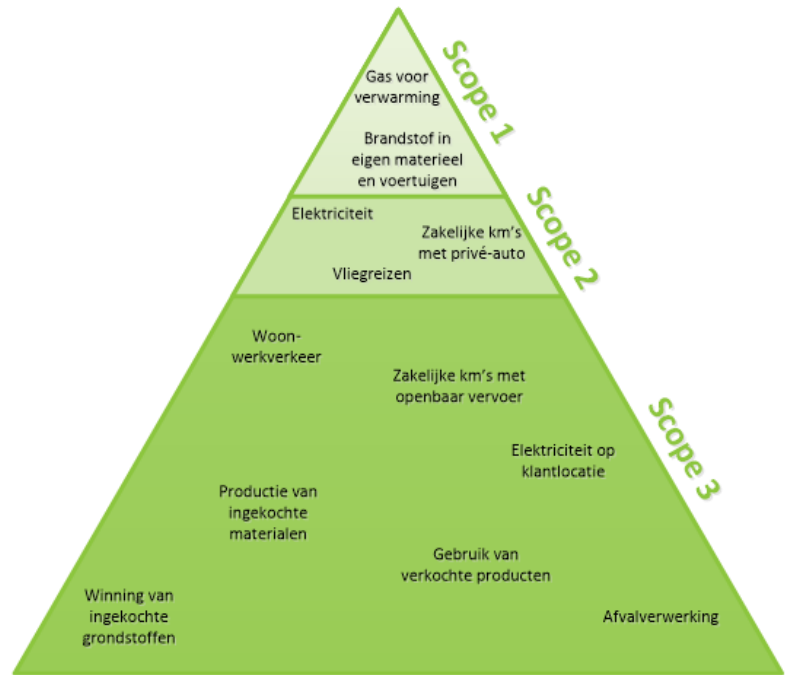 Scope 1
Gas voor
verwarming
Brandstof in
eigen materieel
en voertuigen
Scope 2
Elektriciteit
Zakelijke km's
met privé-auto
Vliegreizen
Scope 3
Woon-
werkverkeer
Zakelijke km's met
openbaar vervoer
Elektriciteit op
klantlocatie
Productie van
ingekochte
materialen
Gebruik van
verkochte producten
Winning van
ingekochte
grondstoffen
Afvalverwerking